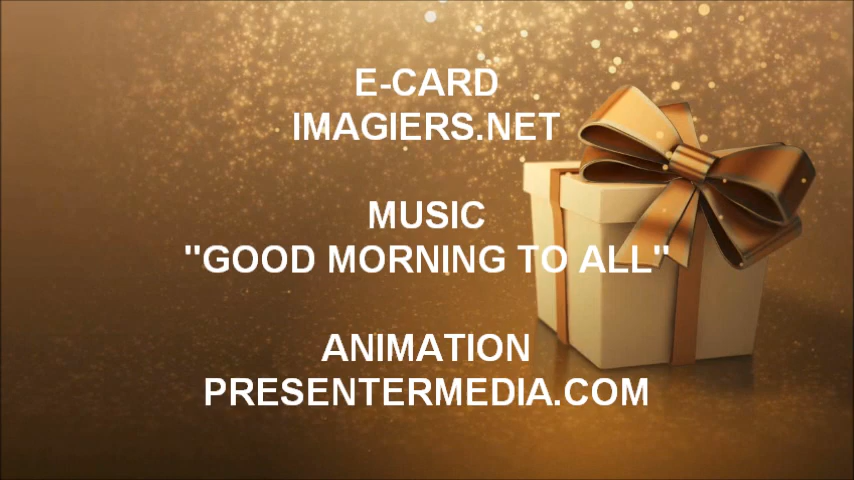 E-CARD
IMAGIERS.NET
MUSIC
"GOOD MORNING TO ALL"
ANIMATION
PRESENTERMEDIA.COM